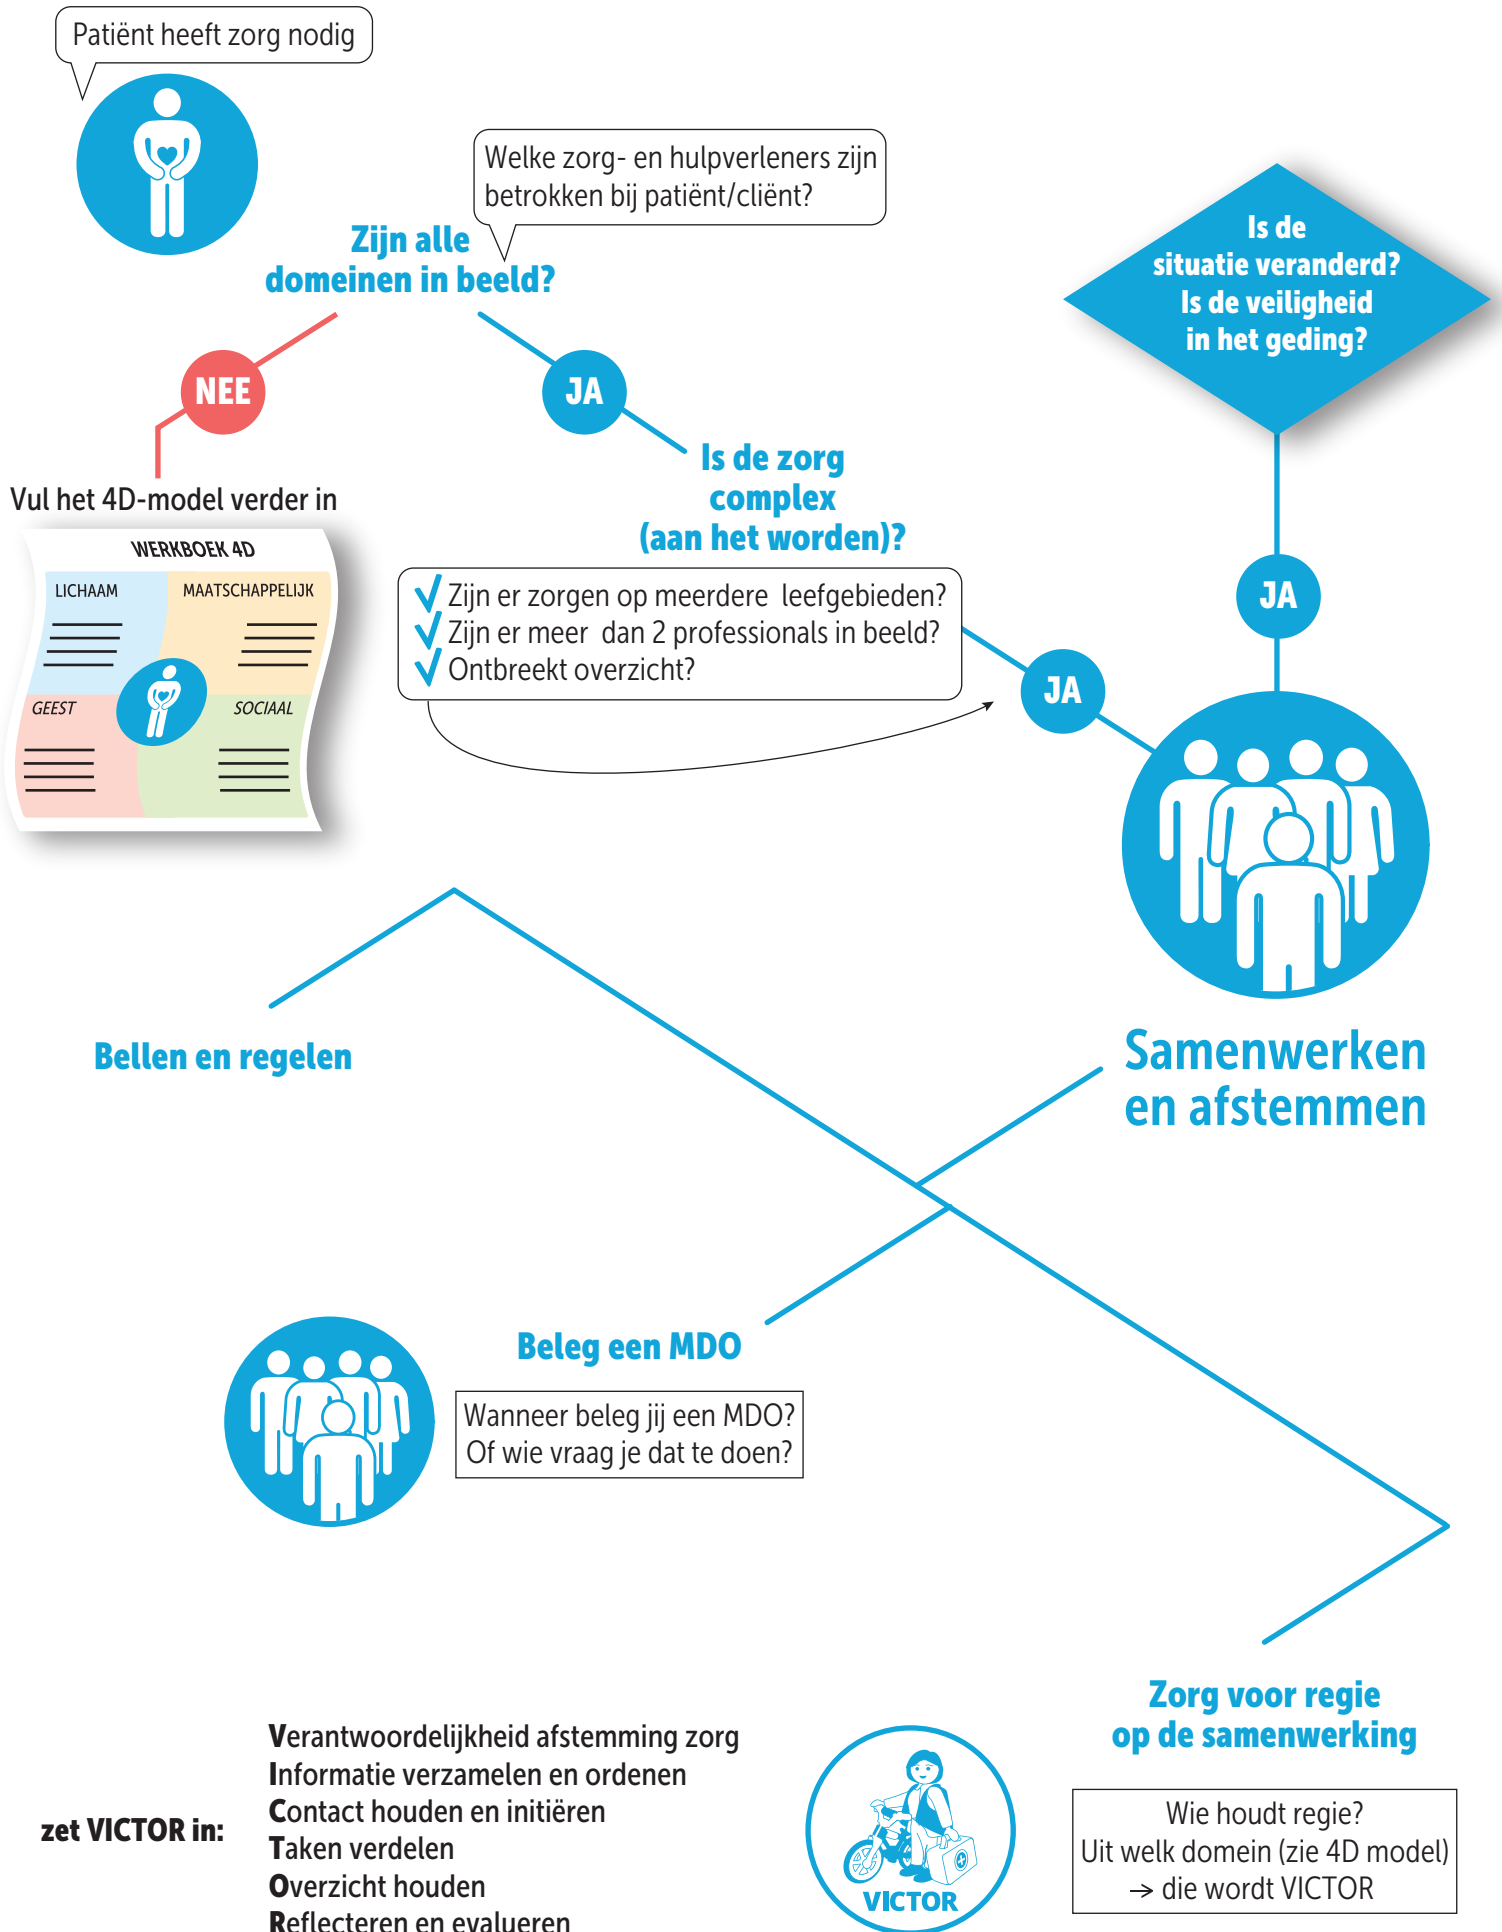 Patiënt heeft zorg nodig
Welke zorg- en hulpverleners zijn
betrokken bij patiënt/cliënt?
Zijn alle
domeinen in beeld?
Is de
situatie veranderd?
Is de veiligheid
in het geding?
NEE
JA
Is de zorg
complex
(aan het worden)?
Vul het 4D-model verder in
WERKBOEK 4D
LICHAAM
MAATSCHAPPELIJK
GEEST
SOCIAAL
Zijn er zorgen op meerdere leefgebieden?
Zijn er meer dan 2 professionals in beeld?
Ontbreekt overzicht?
JA
JA
Samenwerken
en afstemmen
Bellen en regelen
Beleg een MDO
Wanneer beleg jij een MDO?
Of wie vraag je dat te doen?
Zorg voor regie
op de samenwerking
Wie houdt regie?
Uit welk domein (zie 4D model)
→ die wordt VICTOR
zet VICTOR in:
Verantwoordelijkheid afstemming zorg
Informatie verzamelen en ordenen
Contact houden en initiëren
Taken verdelen
Overzicht houden
Reflecteren en evalueren
VICTOR